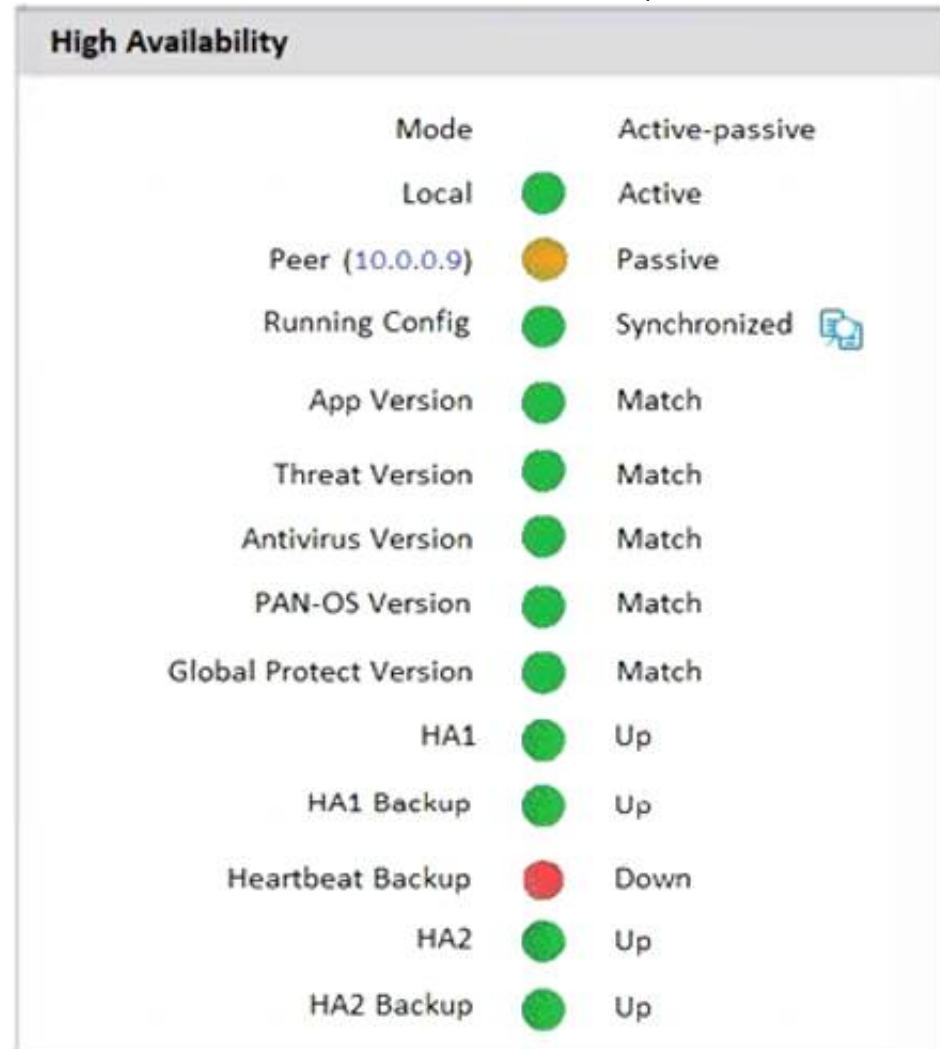 High Availability
Mode Active-passive
Local Active
Peer (10.0.0.9) Passive
Running Config Synchronized
App Version Match
Threat Version Match
Antivirus Version Match
PAN-OS Version Match
Global Protect Version Match
HA1 Up
HA1 Backup Up
Heartbeat Backup Down
HA2 Up
HA2 Backup Up